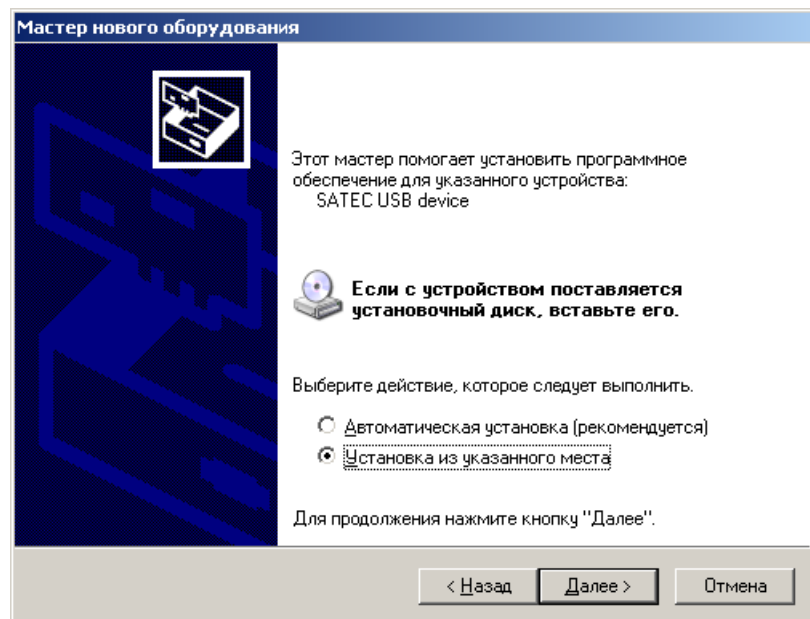 Мастер нового оборудования
Этот мастер помогает установить программное
обеспечение для указанного устройства:
SATEC USB device
Если с устройством поставляется
установочный диск, вставьте его.
Выберите действие, которое следует выполнить.
Автоматическая установка (рекомендуется)
Установка из указанного места
Для продолжения нажмите кнопку "Далее".
< Назад Далее > Отмена